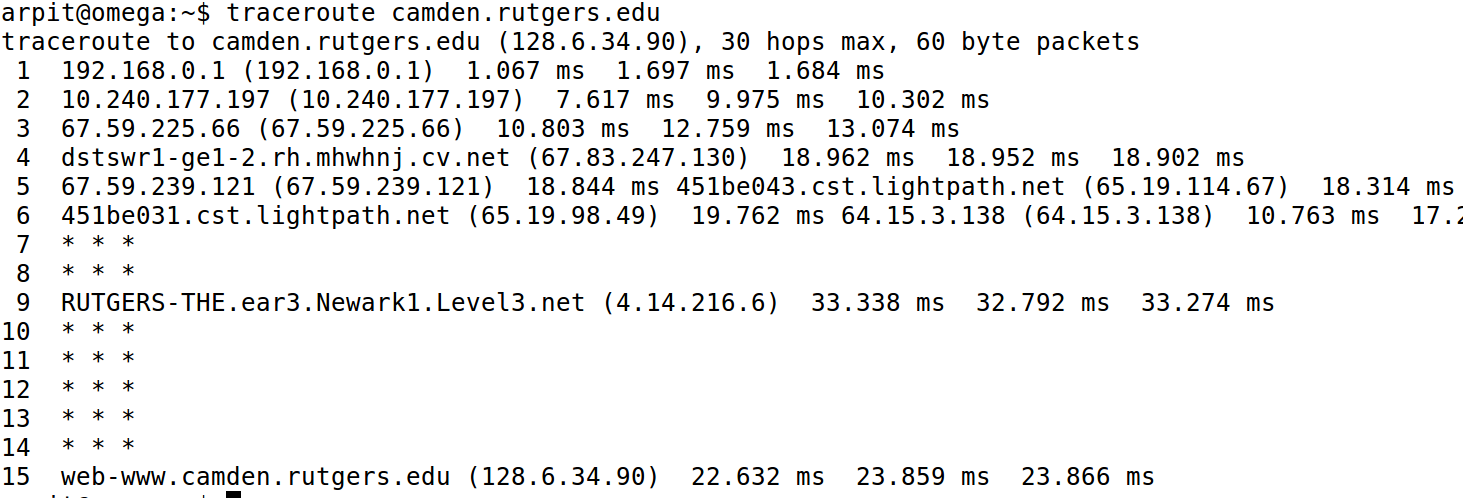 arpit@omega:~$ traceroute camden.rutgers.edu
traceroute to camden.rutgers.edu (128.6.34.90), 30 hops max, 60 byte packets
1 192.168.0.1 (192.168.0.1) 1.067 ms 1.697 ms 1.684 ms
2 10.240.177.197 (10.240.177.197) 7.617 ms 9.975 ms 10.302 ms
3 67.59.225.66 (67.59.225.66) 10.803 ms 12.759 ms 13.074 ms
4 dstswr1-ge1-2.rh.mhwhnj.cv.net (67.83.247.130) 18.962 ms 18.952 ms 18.902 ms
5 67.59.239.121 (67.59.239.121) 18.844 ms 451be043.cst.lightpath.net (65.19.114.67) 18.314 ms
6 451be031.cst.lightpath.net (65.19.98.49) 19.762 ms 64.15.3.138 (64.15.3.138) 10.763 ms
7 * * *
8 * * *
9 RUTGERS-THE.ear3.Newark1.Level3.net (4.14.216.6) 33.338 ms 32.792 ms 33.274 ms
10 * * *
11 * * *
12 * * *
13 * * *
14 * * *
15 web-www.camden.rutgers.edu (128.6.34.90) 22.632 ms 23.859 ms 23.866 ms